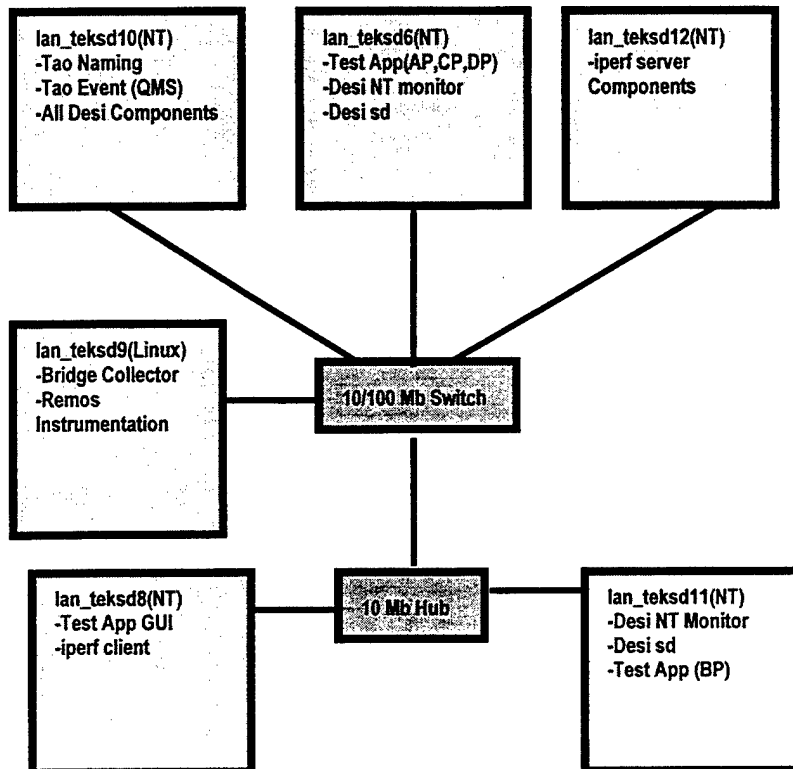 lan_teksd10(NT)
-Tao Naming
-Tao Event (QMS)
-All Desi Components
lan_teksd6(NT)
-Test App(AP,CP,DP)
-Desi NT monitor
-Desi sd
lan_teksd12(NT)
-iperf server
Components
lan_teksd9(Linux)
-Bridge Collector
-Remos
Instrumentation
10/100 Mb Switch
lan_teksd8(NT)
-Test App GUI
-iperf client
10 Mb Hub
lan_teksd11(NT)
-Desi NT Monitor
-Desi sd
-Test App (BP)